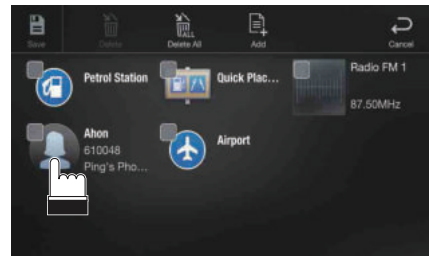 Save
Delete
ALL
Delete All
Add
Cancel
Petrol Station
Quick Plac...
Radio FM 1
87.50MHz
Ahon
610048
Ping's Pho...
Airport